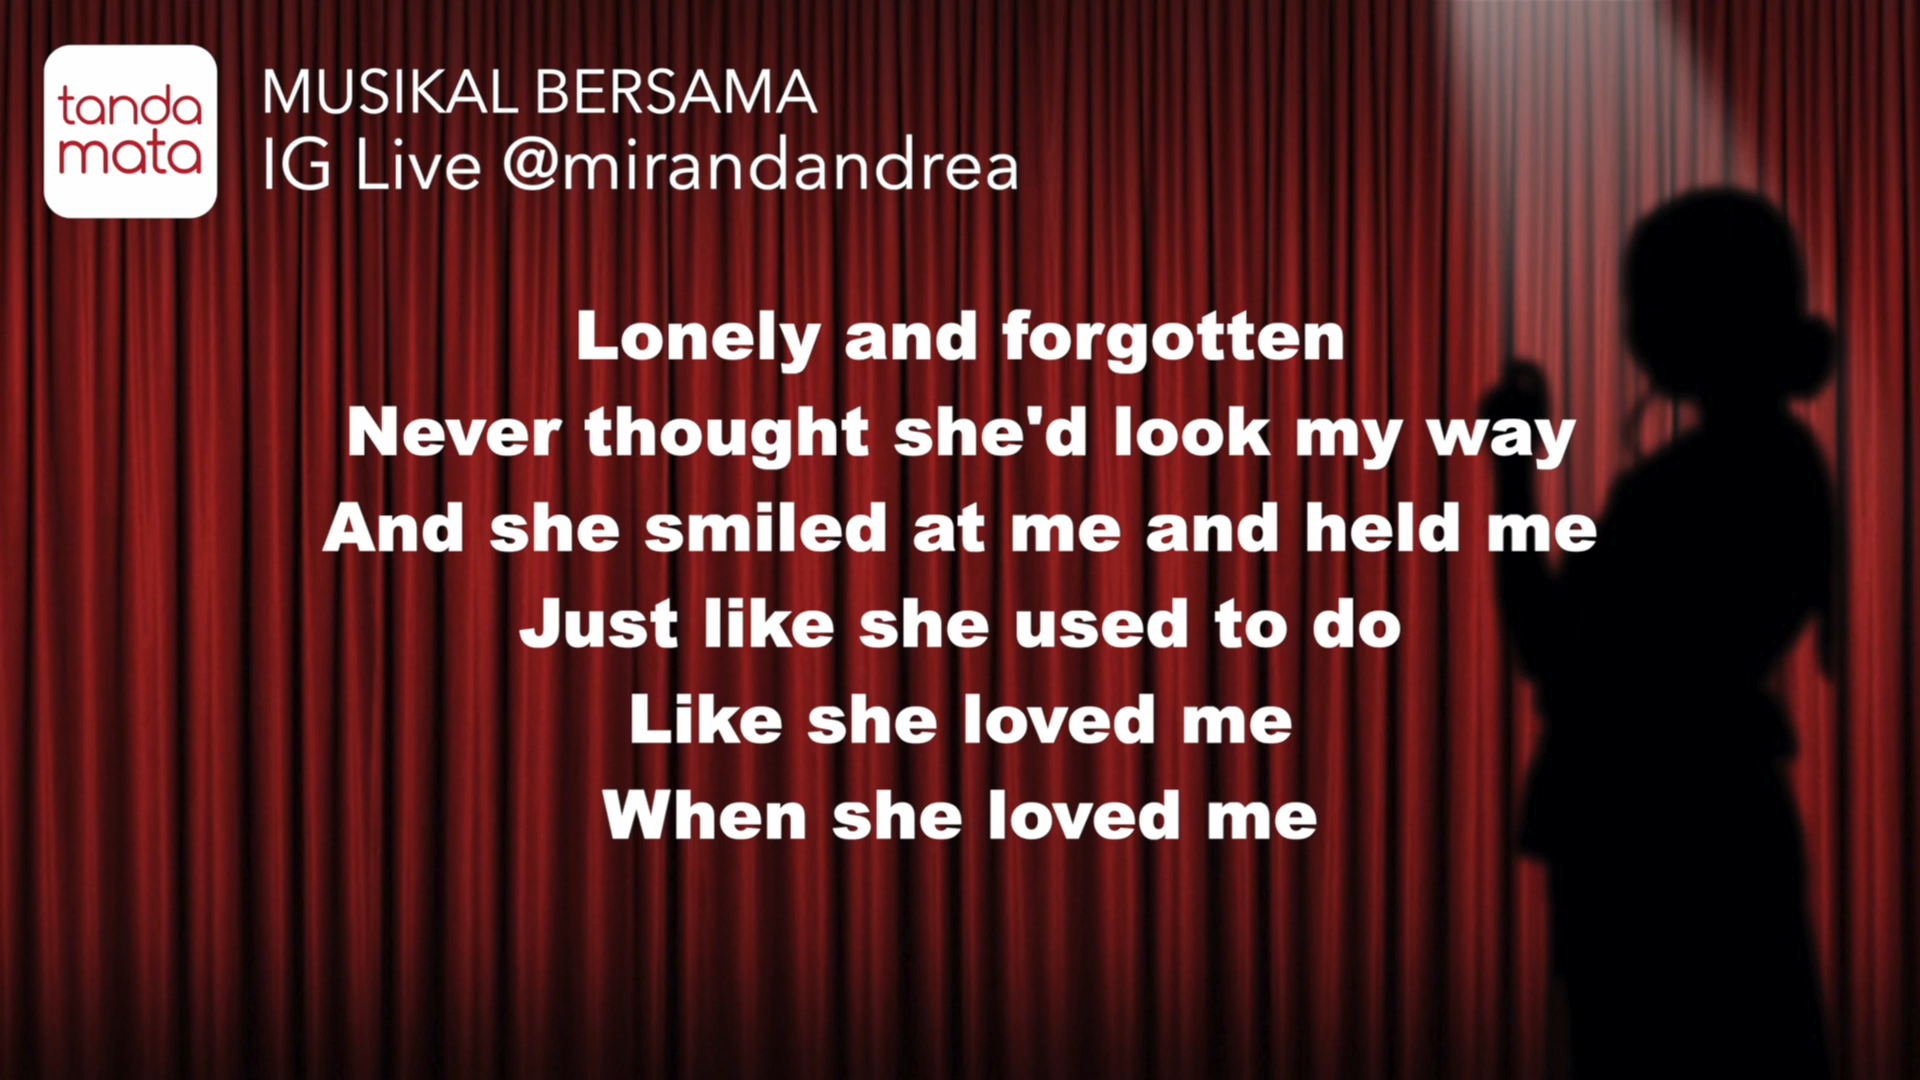 tanda
mata
MUSIKAL BERSAMA
IG Live @mirandandrea
Lonely and forgotten
Never thought she'd look my way
And she smiled at me and held me
Just like she used to do
Like she loved me
When she loved me